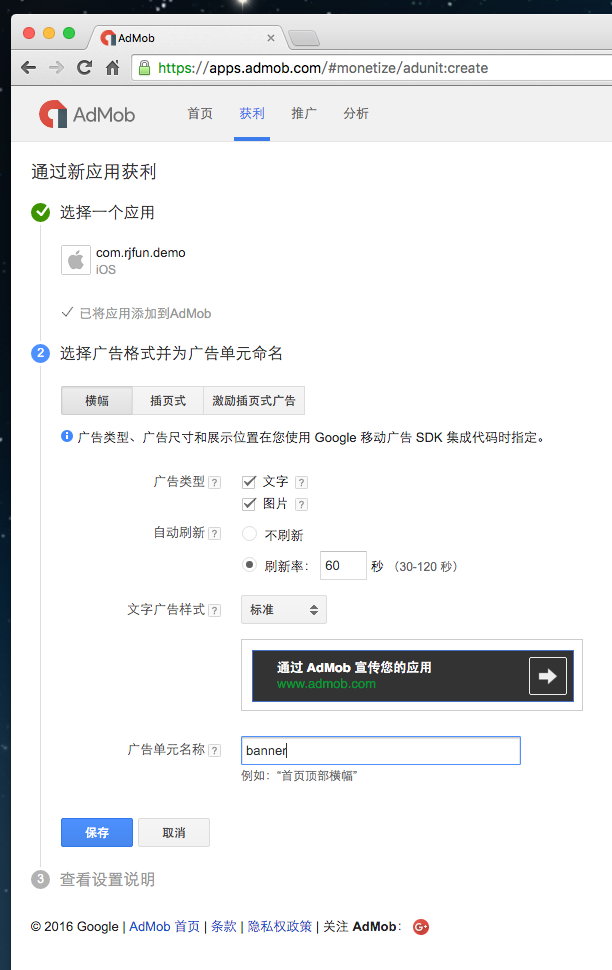 AdMob
https://apps.admob.com/#monetize/adunit:create
AdMob 首页 获利 推广 分析
通过新应用获利
选择一个应用
com.rjfun.demo
iOS
已将应用添加到AdMob
2 选择广告格式并为广告单元命名
横幅 插页式 激励插页式广告
广告类型、广告尺寸和展示位置在您使用 Google 移动广告 SDK 集成代码时指定。
广告类型 ? 文字 ?
图片 ?
自动刷新 ? 不刷新
刷新率: 60 秒 (30-120 秒)
文字广告样式 ? 标准
通过 AdMob 宣传您的应用
www.admob.com
广告单元名称 ? banner
例如:“首页顶部横幅”
保存 取消
3 查看设置说明
© 2016 Google | AdMob 首页 | 条款 | 隐私权政策 | 关注 AdMob: G+